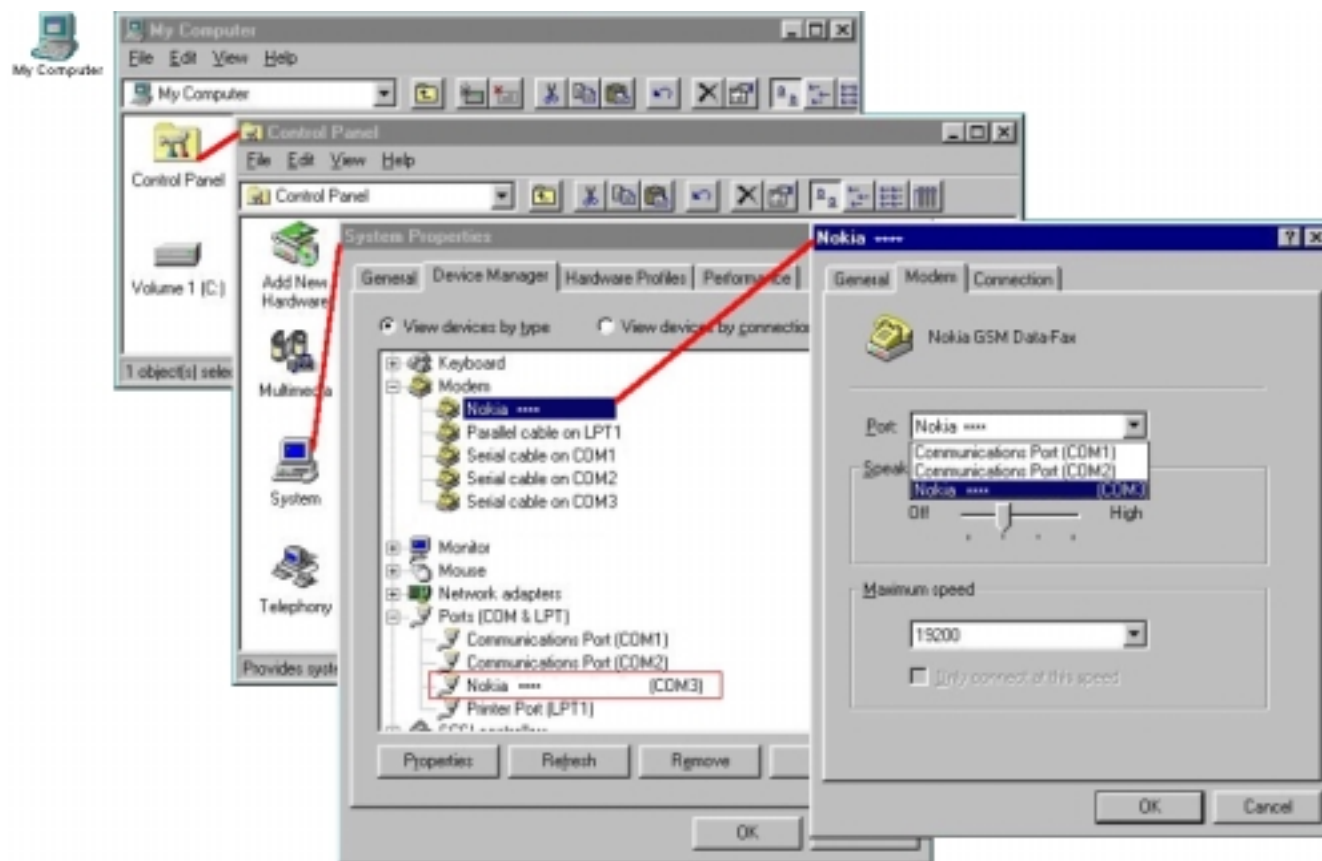 My Computer
My Computer
File Edit View Help
My Computer
Control Panel
Volume 1 (C:)
1 object(s)
Control Panel
File Edit View Help
Control Panel
Add New
Hardware
Multimedia
System
Telephony
Provides
System Properties
General Device Manager Hardware Profiles Performance
View devices by type View devices by connection
Keyboard
Modem
Nokia ****
Parallel cable on LPT1
Serial cable on COM1
Serial cable on COM2
Serial cable on COM3
Monitor
Mouse
Network adapters
Ports (COM & LPT)
Communications Port (COM1)
Communications Port (COM2)
Nokia **** (COM3)
Printer Port (LPT1)
Properties Refresh Remove
OK
Nokia ****
General Modem Connection
Nokia GSM Data-Fax
Port: Nokia ****
Communications Port (COM1)
Communications Port (COM2)
Nokia **** (COM3)
Speak
Off High
Maximum speed
19200
Only connect at this speed
OK Cancel